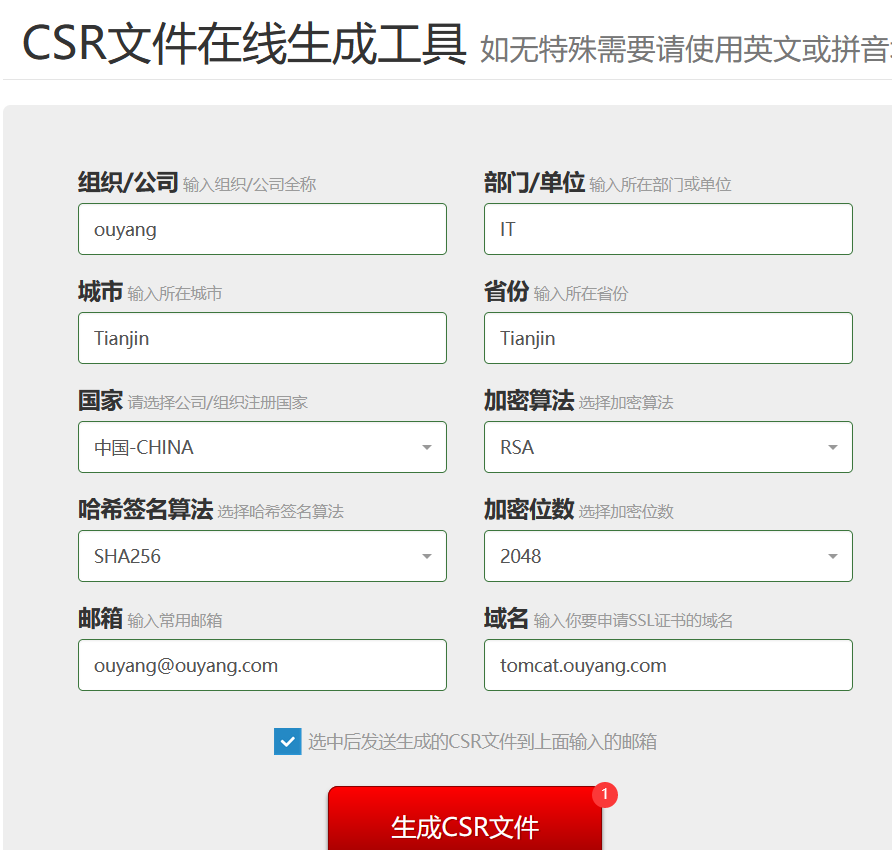 CSR文件在线生成工具 如无特殊需要请使用英文或拼音
组织/公司 输入组织/公司全称
部门/单位 输入所在部门或单位
ouyang
IT
城市 输入所在城市
省份 输入所在省份
Tianjin
Tianjin
国家 请选择公司/组织注册国家
加密算法 选择加密算法
中国-CHINA
RSA
哈希签名算法 选择哈希签名算法
加密位数 选择加密位数
SHA256
2048
邮箱 输入常用邮箱
域名 输入你要申请SSL证书的域名
ouyang@ouyang.com
tomcat.ouyang.com
选中后发送生成的CSR文件到上面输入的邮箱
1
生成CSR文件